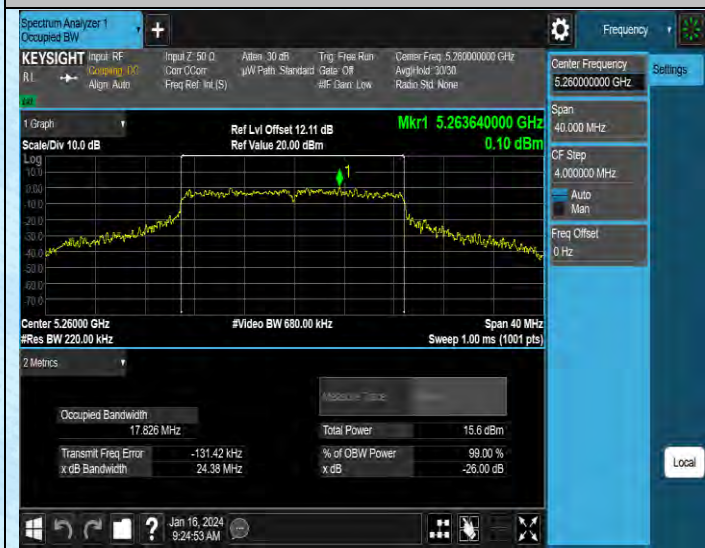 Spectrum Analyzer 1
Occupied BW
Frequency
KEYSIGHT
Input: RF
Coupling: DC
Align: Auto
Input Z: 50 Ω
Corr CCorr
Freq Ref: Int (S)
Atten: 30 dB
µW Path: Standard
Trig: Free Run
Gate: Off
#IF Gain: Low
Center Freq: 5.260000000 GHz
Avg|Hold: 30/30
Radio Std: None
Center Frequency
5.260000000 GHz
Settings
Span
40.000 MHz
CF Step
4.000000 MHz
Auto
Man
Freq Offset
0 Hz
1 Graph
Scale/Div 10.0 dB
Ref Lvl Offset 12.11 dB
Ref Value 20.00 dBm
Mkr1 5.263640000 GHz
0.10 dBm
Log
10.0
0.00
-10.0
-20.0
-30.0
-40.0
-50.0
-60.0
-70.0
1
Center 5.26000 GHz
#Res BW 220.00 kHz
#Video BW 680.00 kHz
Span 40 MHz
Sweep 1.00 ms (1001 pts)
2 Metrics
Measure Trace
Occupied Bandwidth
17.826 MHz
Total Power
15.6 dBm
Transmit Freq Error
-131.42 kHz
% of OBW Power
99.00 %
x dB Bandwidth
24.38 MHz
x dB
-26.00 dB
Local
Jan 16, 2024
9:24:53 AM